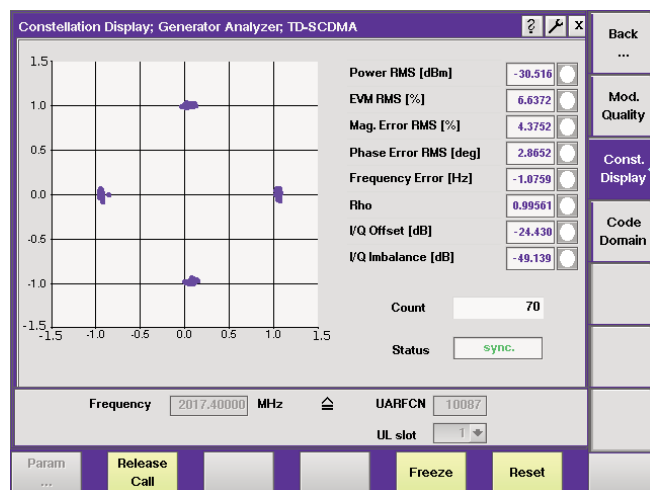 Constellation Display; Generator Analyzer; TD-SCDMA
? x
Back
...
Mod.
Quality
Const.
Display
Code
Domain
1.5
1.0
0.5
0.0
-0.5
-1.0
-1.5
-1.5 -1.0 -0.5 0.0 0.5 1.0 1.5
Power RMS [dBm] -30.516
EVM RMS [%] 6.6372
Mag. Error RMS [%] 4.3752
Phase Error RMS [deg] 2.8652
Frequency Error [Hz] -1.0759
Rho 0.99561
I/Q Offset [dB] -24.430
I/Q Imbalance [dB] -49.139
Count 70
Status sync.
Frequency 2017.40000 MHz ≙ UARFCN 10087
UL slot 1
Param
...
Release
Call
Freeze
Reset